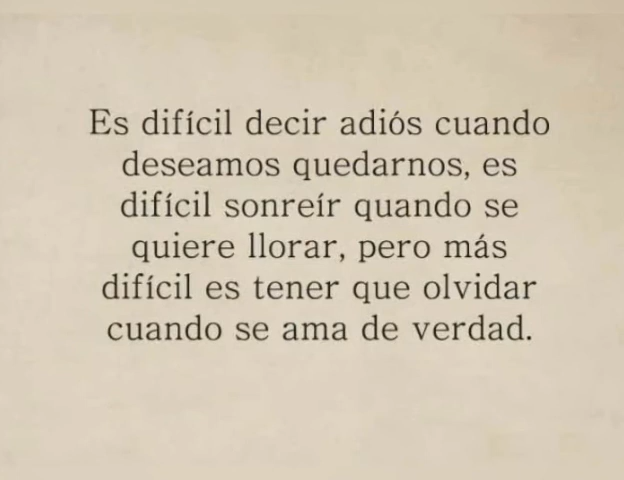 Es difícil decir adiós cuando
deseamos quedarnos, es
difícil sonreír quando se
quiere llorar, pero más
difícil es tener que olvidar
cuando se ama de verdad.